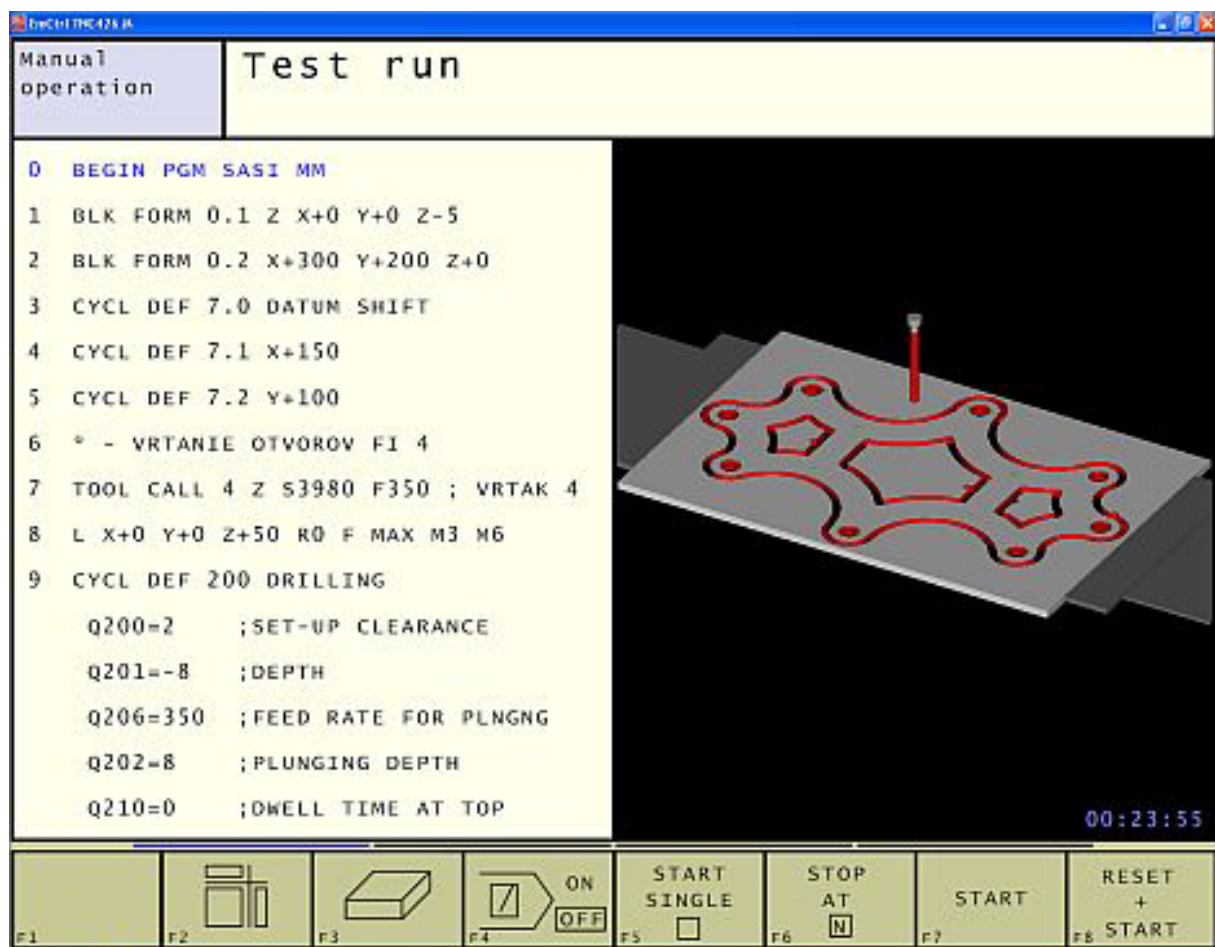 EmCtrl TNC426.iA
Manual
operation
Test run
0 BEGIN PGM SASI MM
1 BLK FORM 0.1 Z X+0 Y+0 Z-5
2 BLK FORM 0.2 X+300 Y+200 Z+0
3 CYCL DEF 7.0 DATUM SHIFT
4 CYCL DEF 7.1 X+150
5 CYCL DEF 7.2 Y+100
6 * - VRTANIE OTVOROV FI 4
7 TOOL CALL 4 Z S3980 F350 ; VRTAK 4
8 L X+0 Y+0 Z+50 R0 F MAX M3 M6
9 CYCL DEF 200 DRILLING
Q200=2 ;SET-UP CLEARANCE
Q201=-8 ;DEPTH
Q206=350 ;FEED RATE FOR PLNGNG
Q202=8 ;PLUNGING DEPTH
Q210=0 ;DWELL TIME AT TOP
00:23:55
F1
F2
F3
ON
OFF
F4
START
SINGLE
F5
STOP
AT
N
F6
START
F7
RESET
+
START
F8